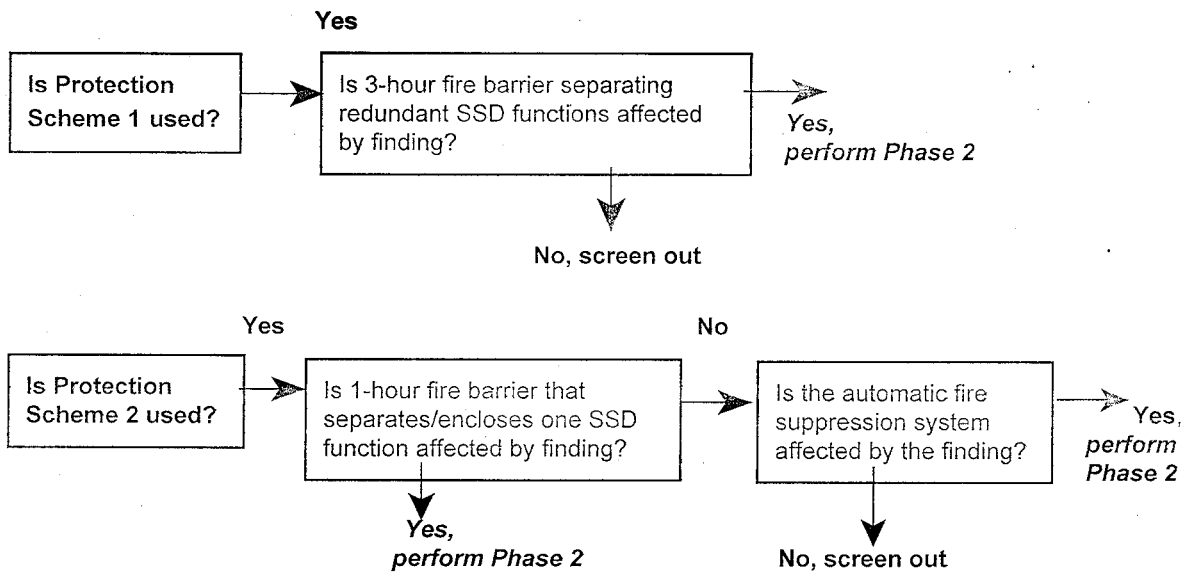 Yes
Is Protection
Scheme 1 used?
Is 3-hour fire barrier separating
redundant SSD functions affected
by finding?
Yes,
perform Phase 2
No, screen out
Yes
No
Is Protection
Scheme 2 used?
Is 1-hour fire barrier that
separates/encloses one SSD
function affected by finding?
Is the automatic fire
suppression system
affected by the finding?
Yes,
perform
Phase 2
Yes,
perform Phase 2
No, screen out